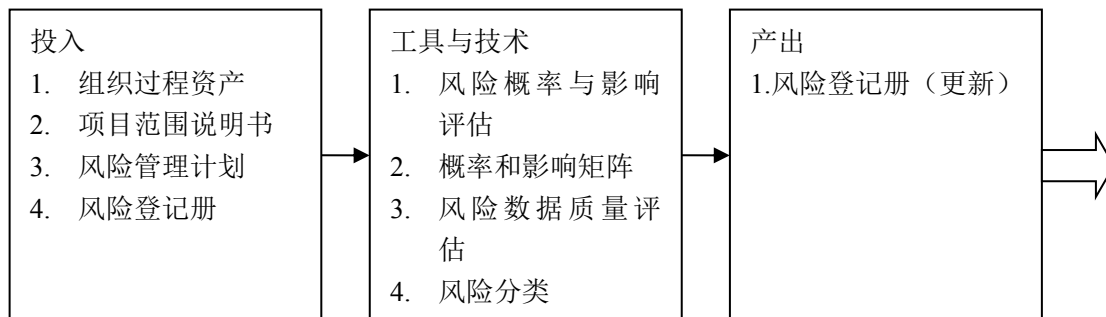 投入
1. 组织过程资产
2. 项目范围说明书
3. 风险管理计划
4. 风险登记册
工具与技术
1. 风险概率与影响
评估
2. 概率和影响矩阵
3. 风险数据质量评
估
4. 风险分类
产出
1.风险登记册（更新）